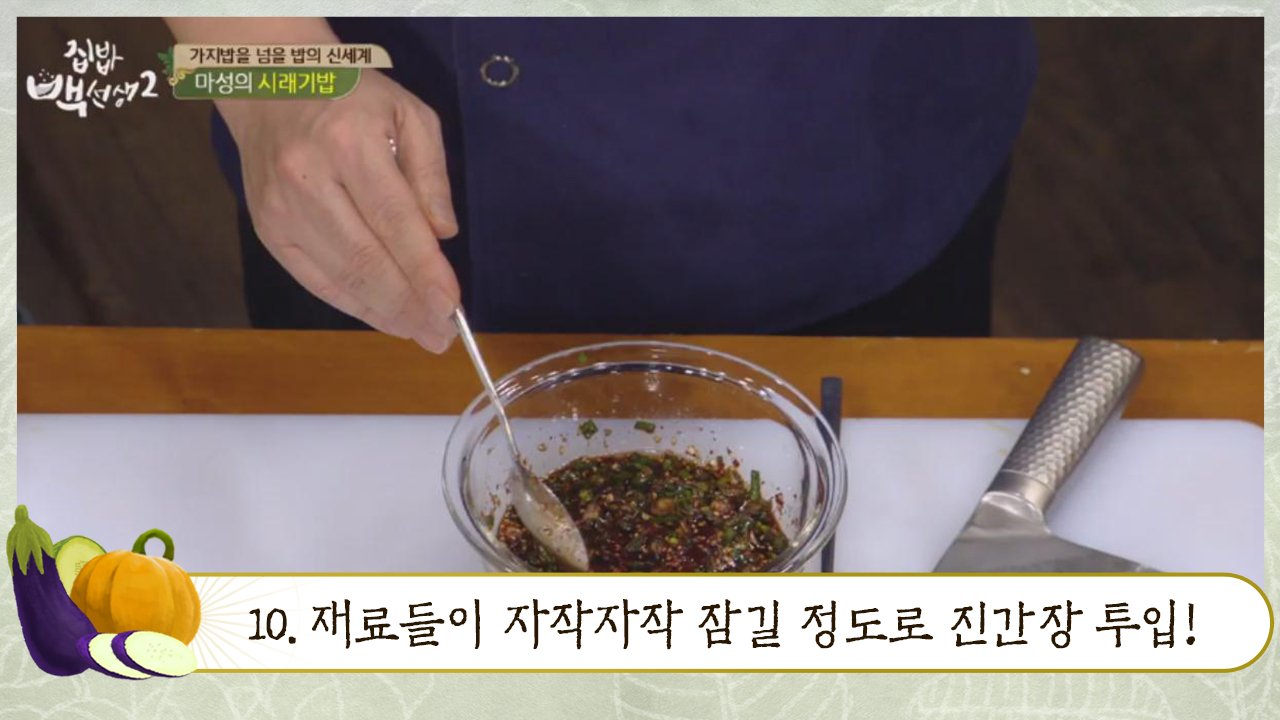 집밥
백선생2
가지밥을 넘을 밥의 신세계
마성의 시래기밥
10. 재료들이 자작자작 잠길 정도로 진간장 투입!